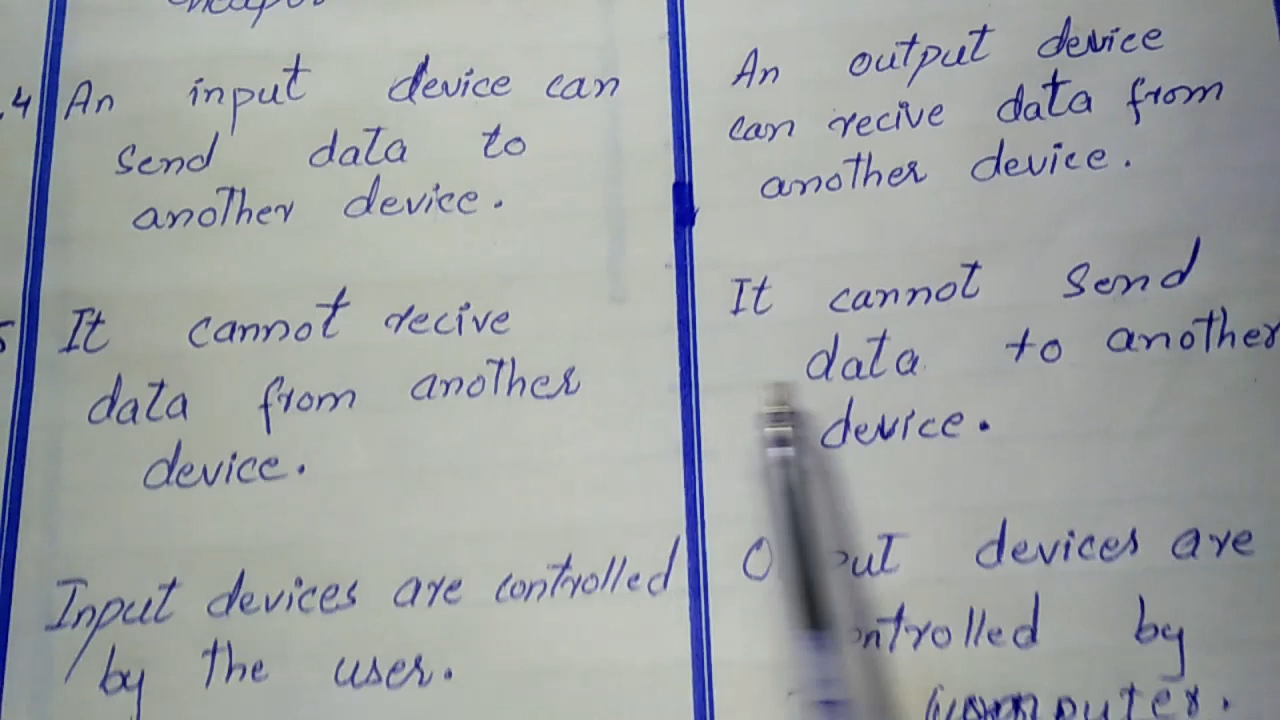 .4 An input device can
send data to
another device.
An output device
can recive data from
another device.
5 It cannot recive
data from another
device.
It cannot send
data to another
device.
Input devices are controlled
by the user.
devices are
by